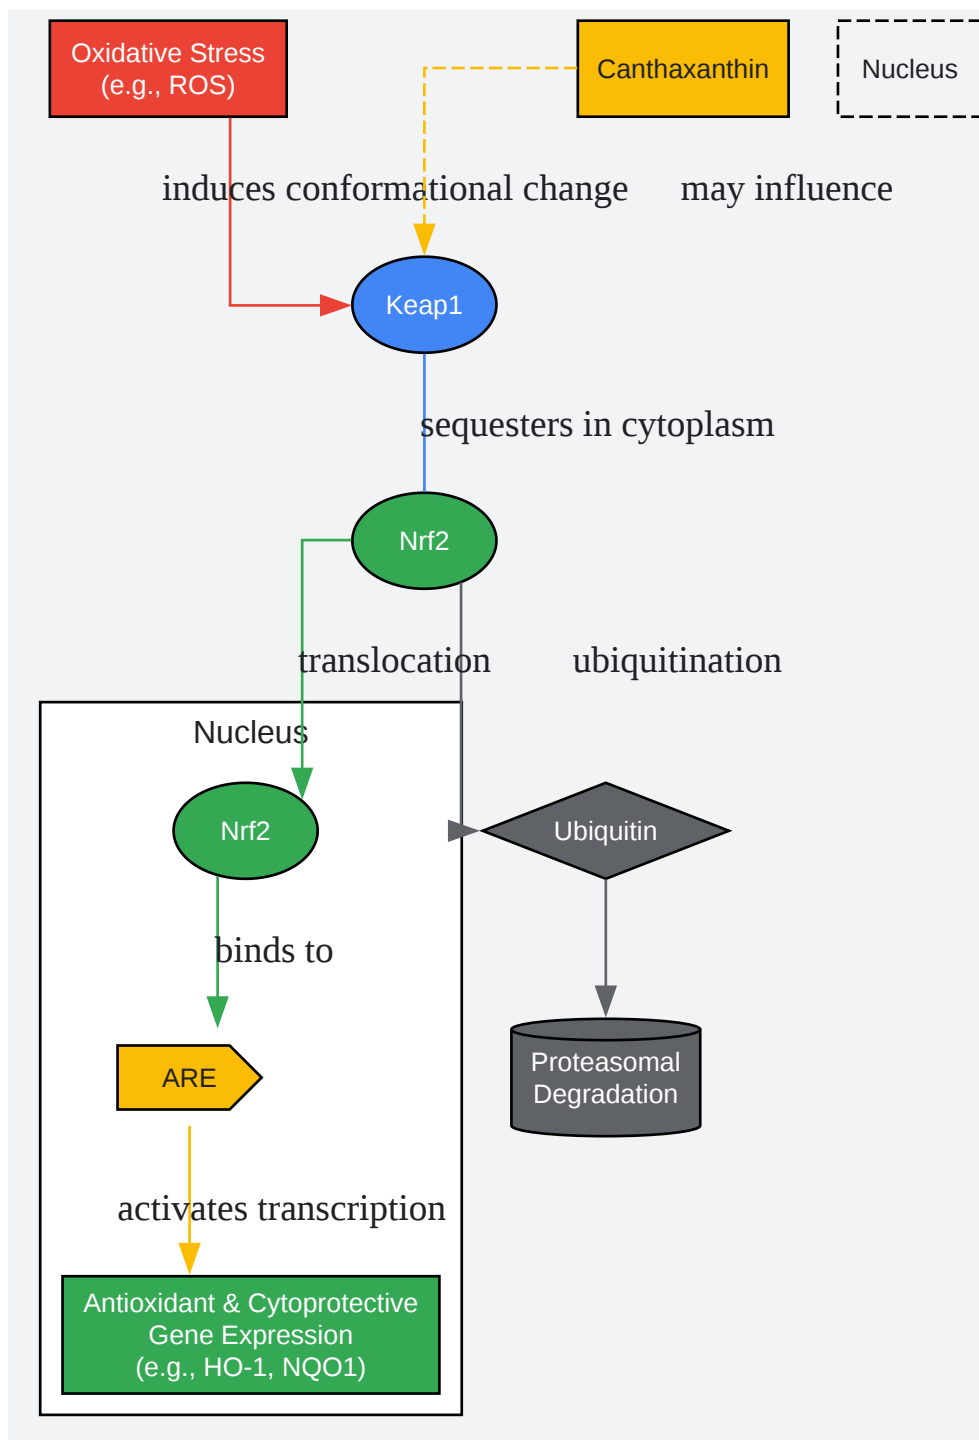 Oxidative Stress
(e.g., ROS)
Canthaxanthin
Nucleus
induces conformational change
may influence
Keap1
sequesters in cytoplasm
Nrf2
translocation
ubiquitination
Nucleus
Nrf2
Ubiquitin
binds to
Proteasomal
Degradation
ARE
activates transcription
Antioxidant & Cytoprotective
Gene Expression
(e.g., HO-1, NQO1)